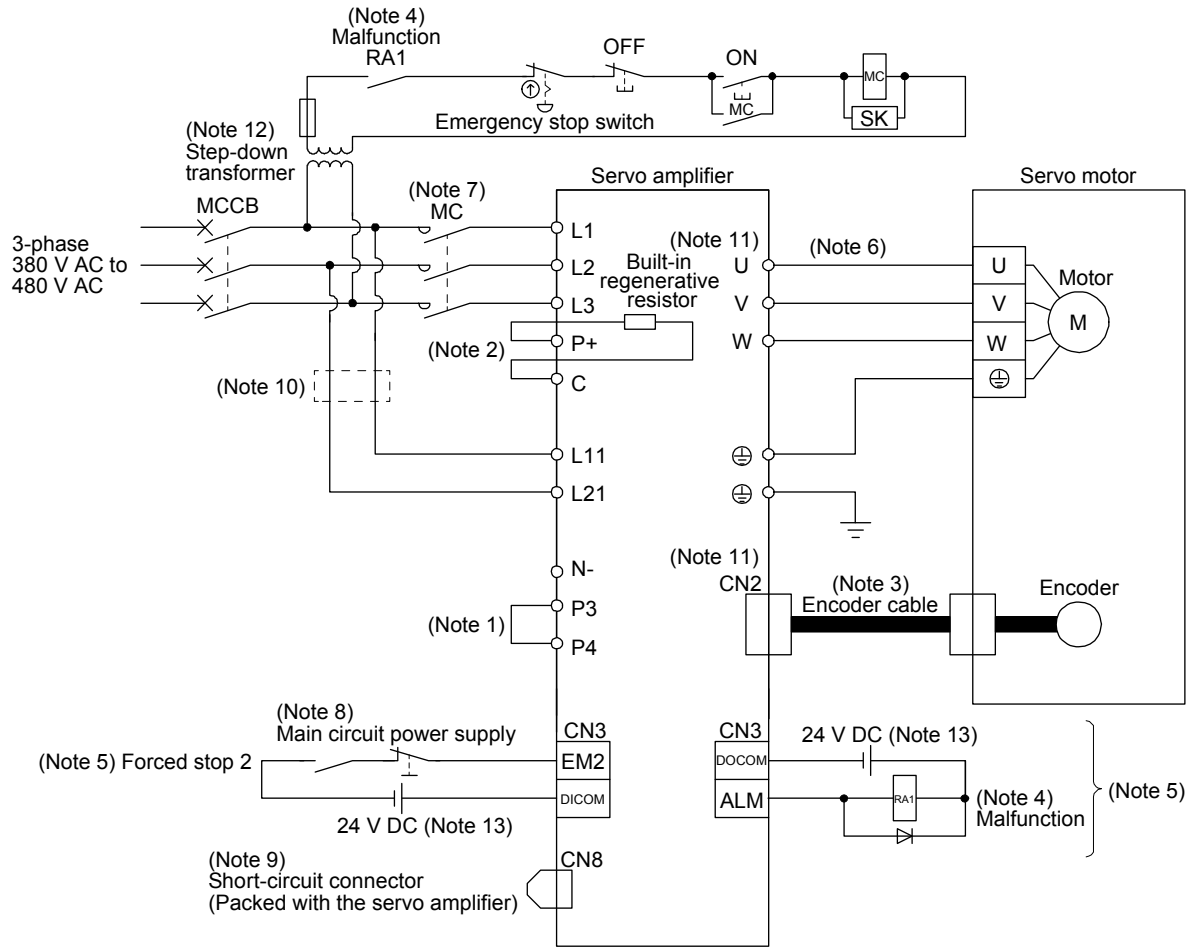 (Note 4)
Malfunction
RA1
OFF
ON
MC
MC
SK
Emergency stop switch
(Note 12)
Step-down
transformer
MCCB
(Note 7)
MC
3-phase
380 V AC to
480 V AC
Servo amplifier
Servo motor
L1
L2
L3
P+
C
(Note 2)
Built-in
regenerative
resistor
(Note 11)
U
V
W
(Note 6)
U
V
W
Motor
M
(Note 10)
L11
L21
N-
P3
P4
(Note 1)
(Note 11)
CN2
(Note 3)
Encoder cable
Encoder
(Note 8)
Main circuit power supply
(Note 5) Forced stop 2
24 V DC (Note 13)
CN3
EM2
DICOM
CN3
DOCOM
ALM
24 V DC (Note 13)
RA1
(Note 4)
Malfunction
(Note 5)
(Note 9)
Short-circuit connector
(Packed with the servo amplifier)
CN8